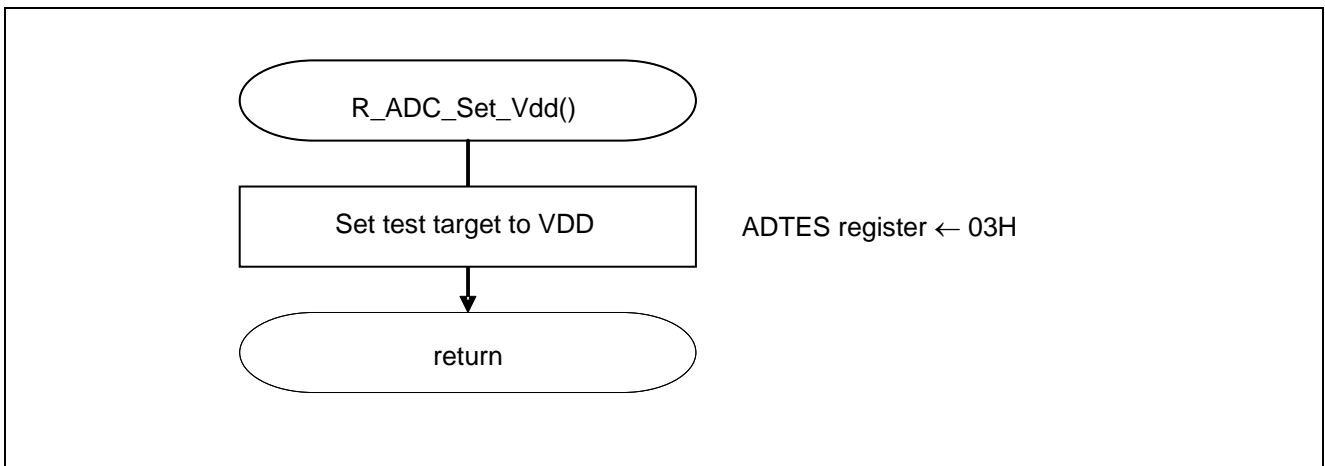 R_ADC_Set_Vdd()
Set test target to VDD
ADTES register ← 03H
return